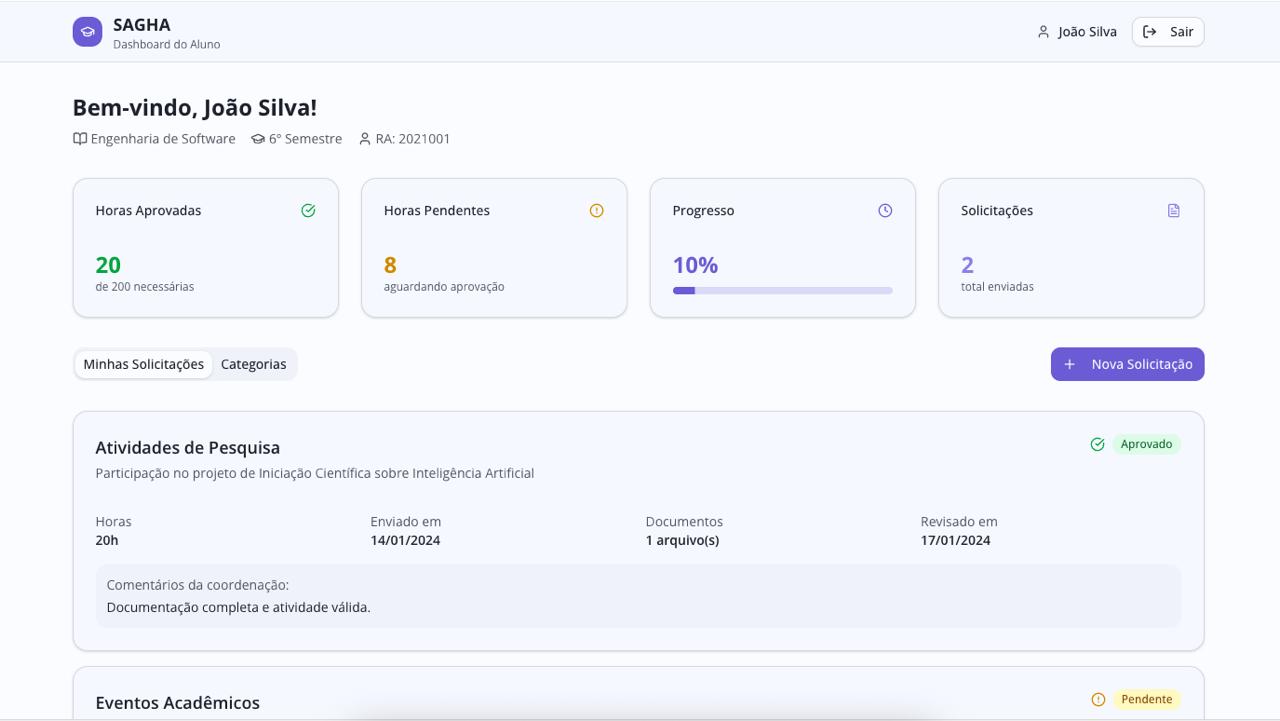 SAGHA
Dashboard do Aluno
João Silva
Sair
Bem-vindo, João Silva!
Engenharia de Software 6º Semestre RA: 2021001
Horas Aprovadas
20
de 200 necessárias
Horas Pendentes
8
aguardando aprovação
Progresso
10%
Solicitações
2
total enviadas
Minhas Solicitações
Categorias
Nova Solicitação
Atividades de Pesquisa
Aprovado
Participação no projeto de Iniciação Científica sobre Inteligência Artificial
Horas
20h
Enviado em
14/01/2024
Documentos
1 arquivo(s)
Revisado em
17/01/2024
Comentários da coordenação:
Documentação completa e atividade válida.
Eventos Acadêmicos
Pendente